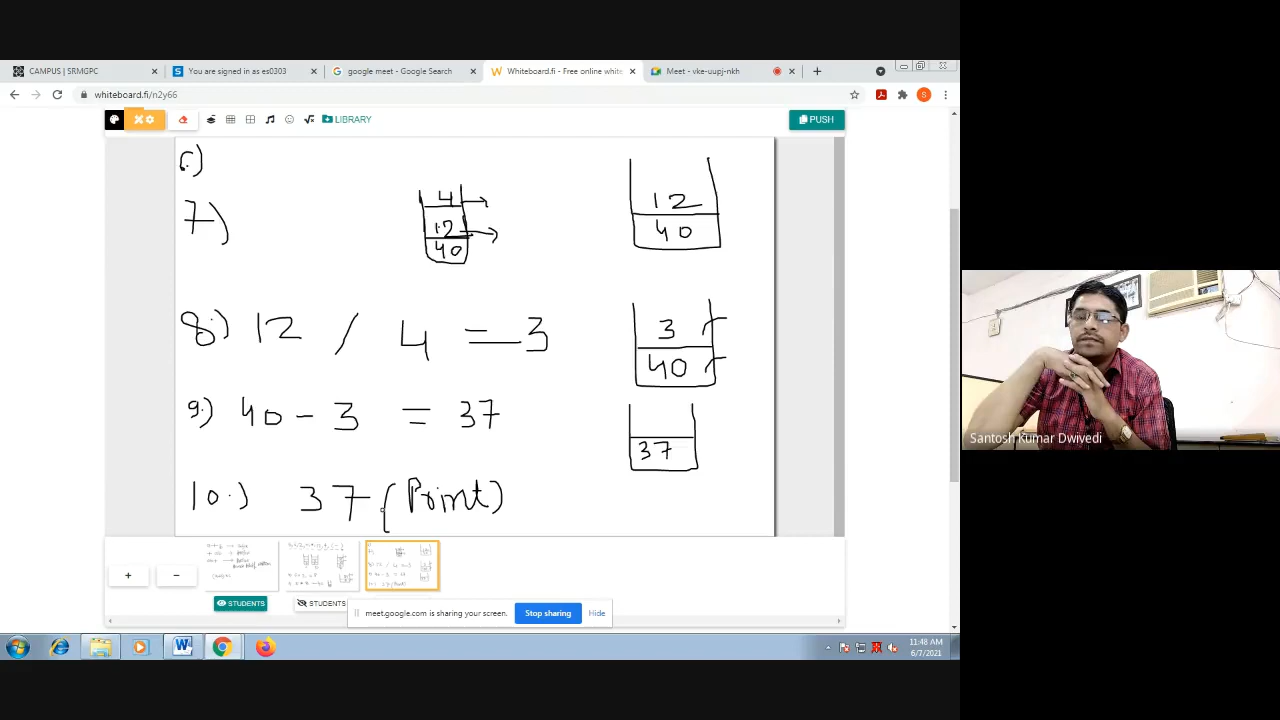 CAMPUS | SRMGPC
You are signed in as es0303
google meet - Google Search
Whiteboard.fi - Free online white
Meet - vke-uupj-nkh
whiteboard.fi/n2y66
S
LIBRARY
PUSH
6.)
7)
4
12
40
12
40
8.) 12 / 4 = 3
3
40
9.) 40 - 3 = 37
37
10.) 37 (Print)
Santosh Kumar Dwivedi
+
-
STUDENTS
STUDENTS
meet.google.com is sharing your screen.
Stop sharing
Hide
11:48 AM
6/7/2021